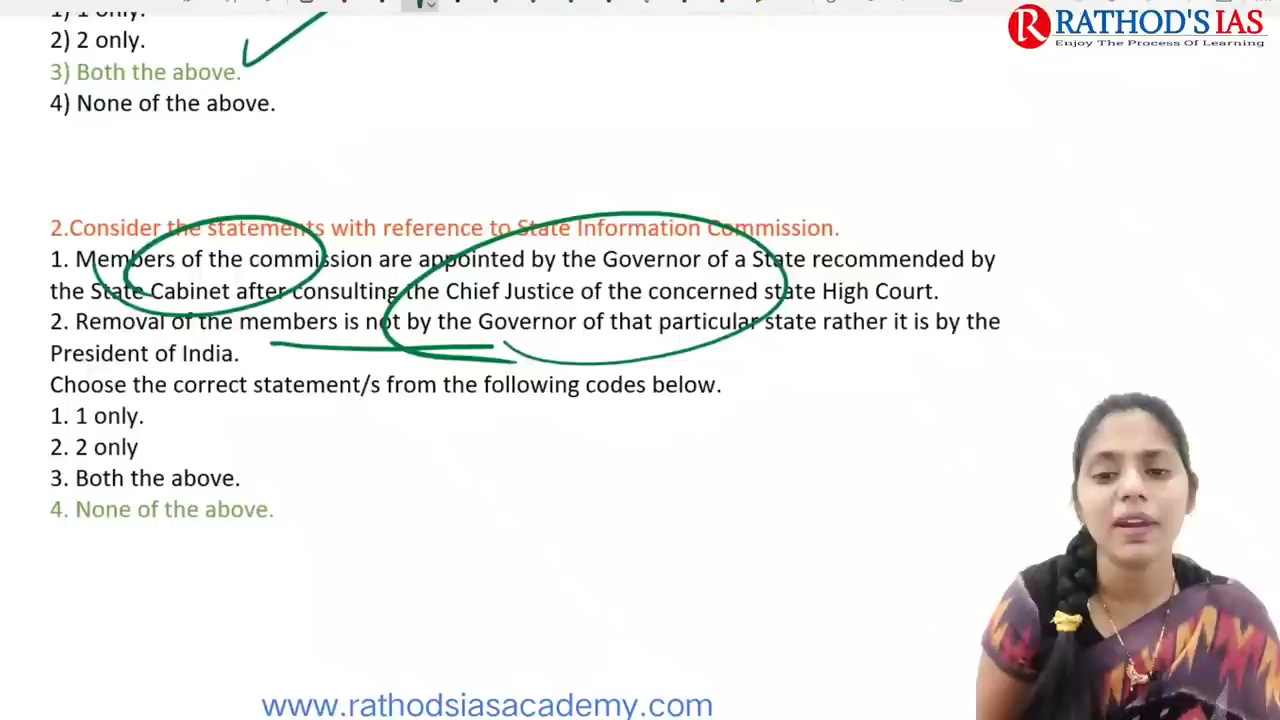 1) 1 only.
RATHOD'S IAS
Enjoy The Process Of Learning
2) 2 only.
3) Both the above.
4) None of the above.
2.Consider the statements with reference to State Information Commission.
1. Members of the commission are appointed by the Governor of a State recommended by
the State Cabinet after consulting the Chief Justice of the concerned state High Court.
2. Removal of the members is not by the Governor of that particular state rather it is by the
President of India.
Choose the correct statement/s from the following codes below.
1. 1 only.
2. 2 only
3. Both the above.
4. None of the above.
www.rathodsiasacademy.com